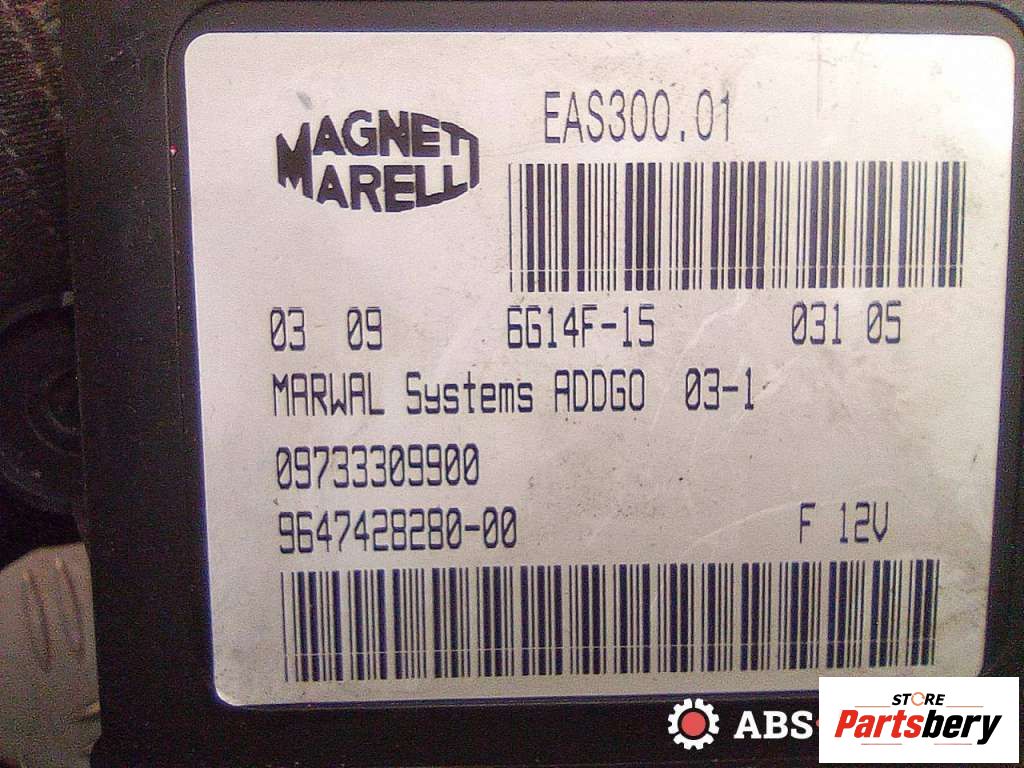 MAGNETI
MARELLI
EAS300.01
03 09 6G14F-15 031 05
MARWAL Systems ADDGO 03-1
09733309900
9647428280-00 F 12V
ABS-
STORE
Partsbery